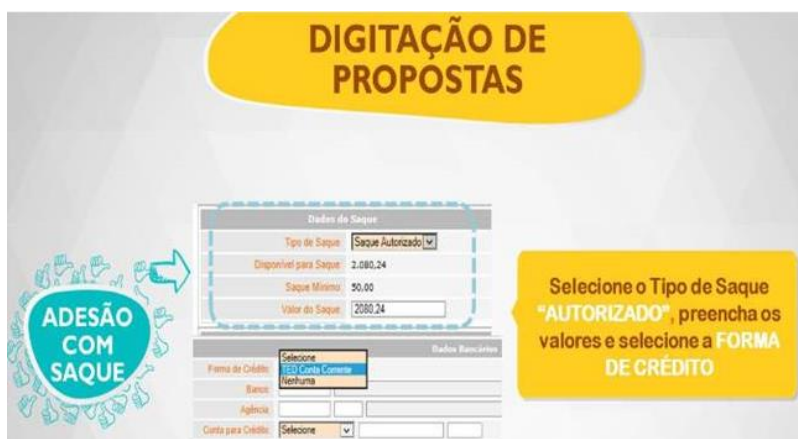 DIGITAÇÃO DE
PROPOSTAS
Dados do Saque
Tipo de Saque: Saque Autorizado
Disponível para Saque: 2.080,24
Saque Mínimo: 50,00
Valor do Saque: 2080,24
ADESÃO
COM
SAQUE
Selecione o Tipo de Saque
"AUTORIZADO", preencha os
valores e selecione a FORMA
DE CRÉDITO
Dados Bancários
Forma de Crédito:
Selecione
TED Conta Corrente
Nenhuma
Banco:
Agência:
Conta para Crédito: Selecione